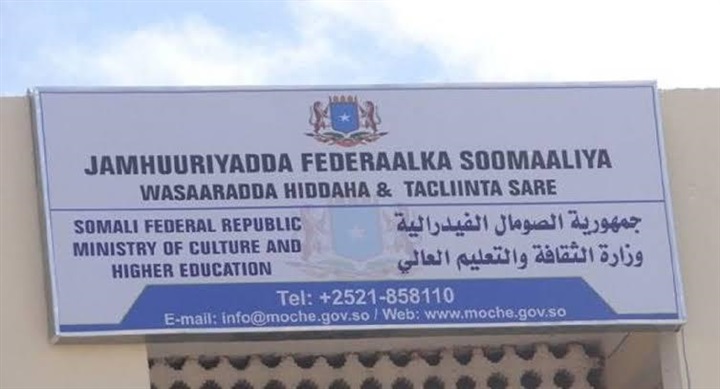 JAMHUURIYADDA FEDERAALKA SOOMAALIYA
WASAARADDA HIDDAHA & TACLIINTA SARE
SOMALI FEDERAL REPUBLIC
MINISTRY OF CULTURE AND
HIGHER EDUCATION
جمهورية الصومال الفيدرالية
وزارة الثقافة والتعليم العالي
Tel: +2521-858110
E-mail: info@moche.gov.so / Web: www.moche.gov.so